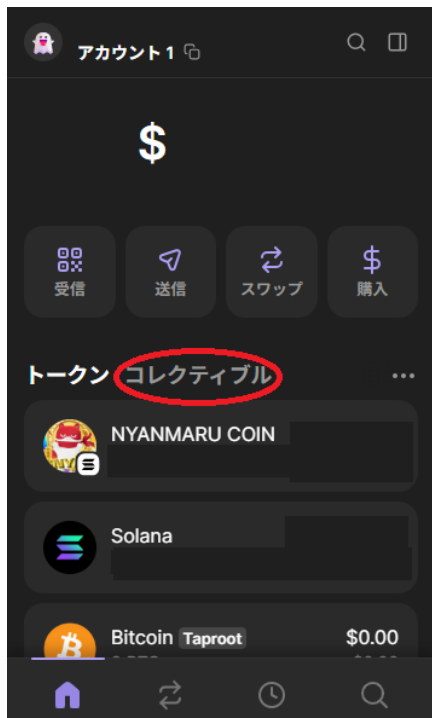 アカウント 1
$
受信 送信 スワップ 購入
トークン コレクティブル
NYANMARU COIN
Solana
Bitcoin Taproot $0.00